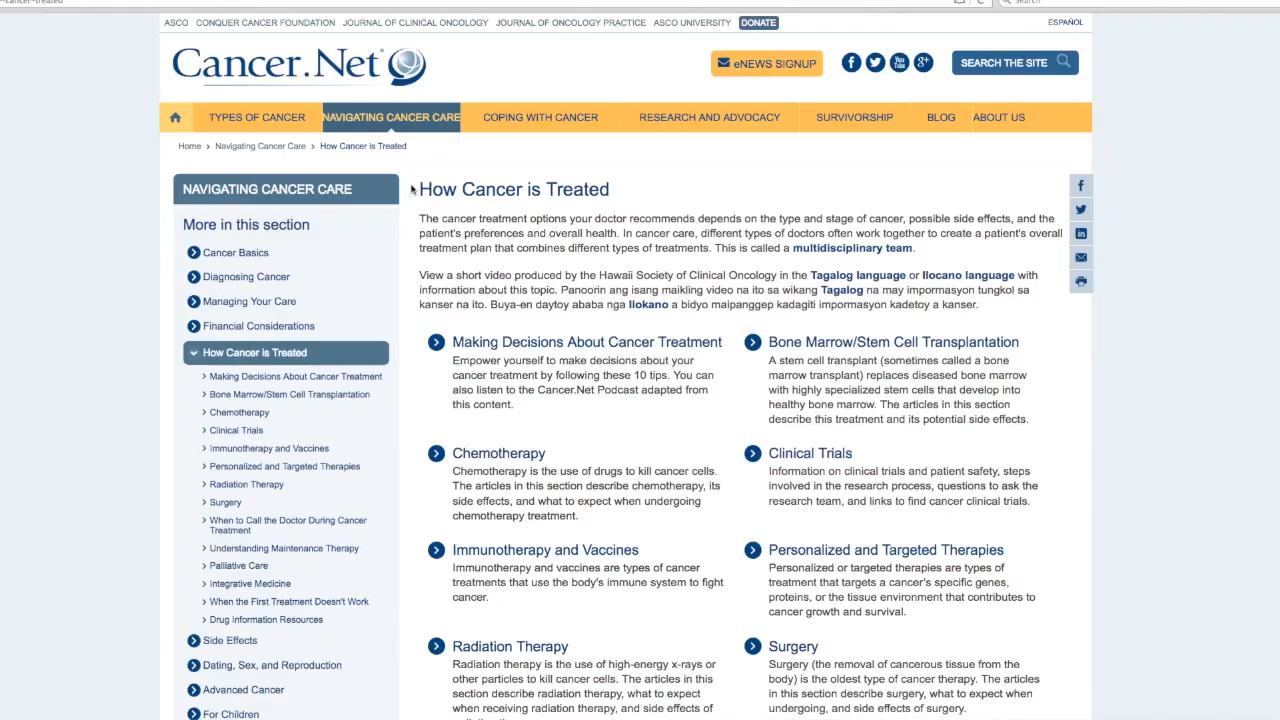 -cancer-treated
Search
ASCO CONQUER CANCER FOUNDATION JOURNAL OF CLINICAL ONCOLOGY JOURNAL OF ONCOLOGY PRACTICE ASCO UNIVERSITY DONATE
ESPAÑOL
Cancer.Net
eNEWS SIGNUP
SEARCH THE SITE
TYPES OF CANCER NAVIGATING CANCER CARE COPING WITH CANCER RESEARCH AND ADVOCACY SURVIVORSHIP BLOG ABOUT US
Home > Navigating Cancer Care > How Cancer is Treated
NAVIGATING CANCER CARE
More in this section
Cancer Basics
Diagnosing Cancer
Managing Your Care
Financial Considerations
How Cancer is Treated
Making Decisions About Cancer Treatment
Bone Marrow/Stem Cell Transplantation
Chemotherapy
Clinical Trials
Immunotherapy and Vaccines
Personalized and Targeted Therapies
Radiation Therapy
Surgery
When to Call the Doctor During Cancer
Treatment
Understanding Maintenance Therapy
Palliative Care
Integrative Medicine
When the First Treatment Doesn't Work
Drug Information Resources
Side Effects
Dating, Sex, and Reproduction
Advanced Cancer
For Children
How Cancer is Treated
The cancer treatment options your doctor recommends depends on the type and stage of cancer, possible side effects, and the
patient's preferences and overall health. In cancer care, different types of doctors often work together to create a patient's overall
treatment plan that combines different types of treatments. This is called a multidisciplinary team.
View a short video produced by the Hawaii Society of Clinical Oncology in the Tagalog language or Ilocano language with
information about this topic. Panoorin ang isang maikling video na ito sa wikang Tagalog na may impormasyon tungkol sa
kanser na ito. Buya-en daytoy ababa nga Ilokano a bidyo maipanggep kadagiti impormasyon kadetoy a kanser.
Making Decisions About Cancer Treatment
Empower yourself to make decisions about your
cancer treatment by following these 10 tips. You can
also listen to the Cancer.Net Podcast adapted from
this content.
Bone Marrow/Stem Cell Transplantation
A stem cell transplant (sometimes called a bone
marrow transplant) replaces diseased bone marrow
with highly specialized stem cells that develop into
healthy bone marrow. The articles in this section
describe this treatment and its potential side effects.
Chemotherapy
Chemotherapy is the use of drugs to kill cancer cells.
The articles in this section describe chemotherapy, its
side effects, and what to expect when undergoing
chemotherapy treatment.
Clinical Trials
Information on clinical trials and patient safety, steps
involved in the research process, questions to ask the
research team, and links to find cancer clinical trials.
Immunotherapy and Vaccines
Immunotherapy and vaccines are types of cancer
treatments that use the body's immune system to fight
cancer.
Personalized and Targeted Therapies
Personalized or targeted therapies are types of
treatment that targets a cancer's specific genes,
proteins, or the tissue environment that contributes to
cancer growth and survival.
Radiation Therapy
Radiation therapy is the use of high-energy x-rays or
other particles to kill cancer cells. The articles in this
section describe radiation therapy, what to expect
when receiving radiation therapy, and side effects of
Surgery
Surgery (the removal of cancerous tissue from the
body) is the oldest type of cancer therapy. The articles
in this section describe surgery, what to expect when
undergoing, and side effects of surgery.